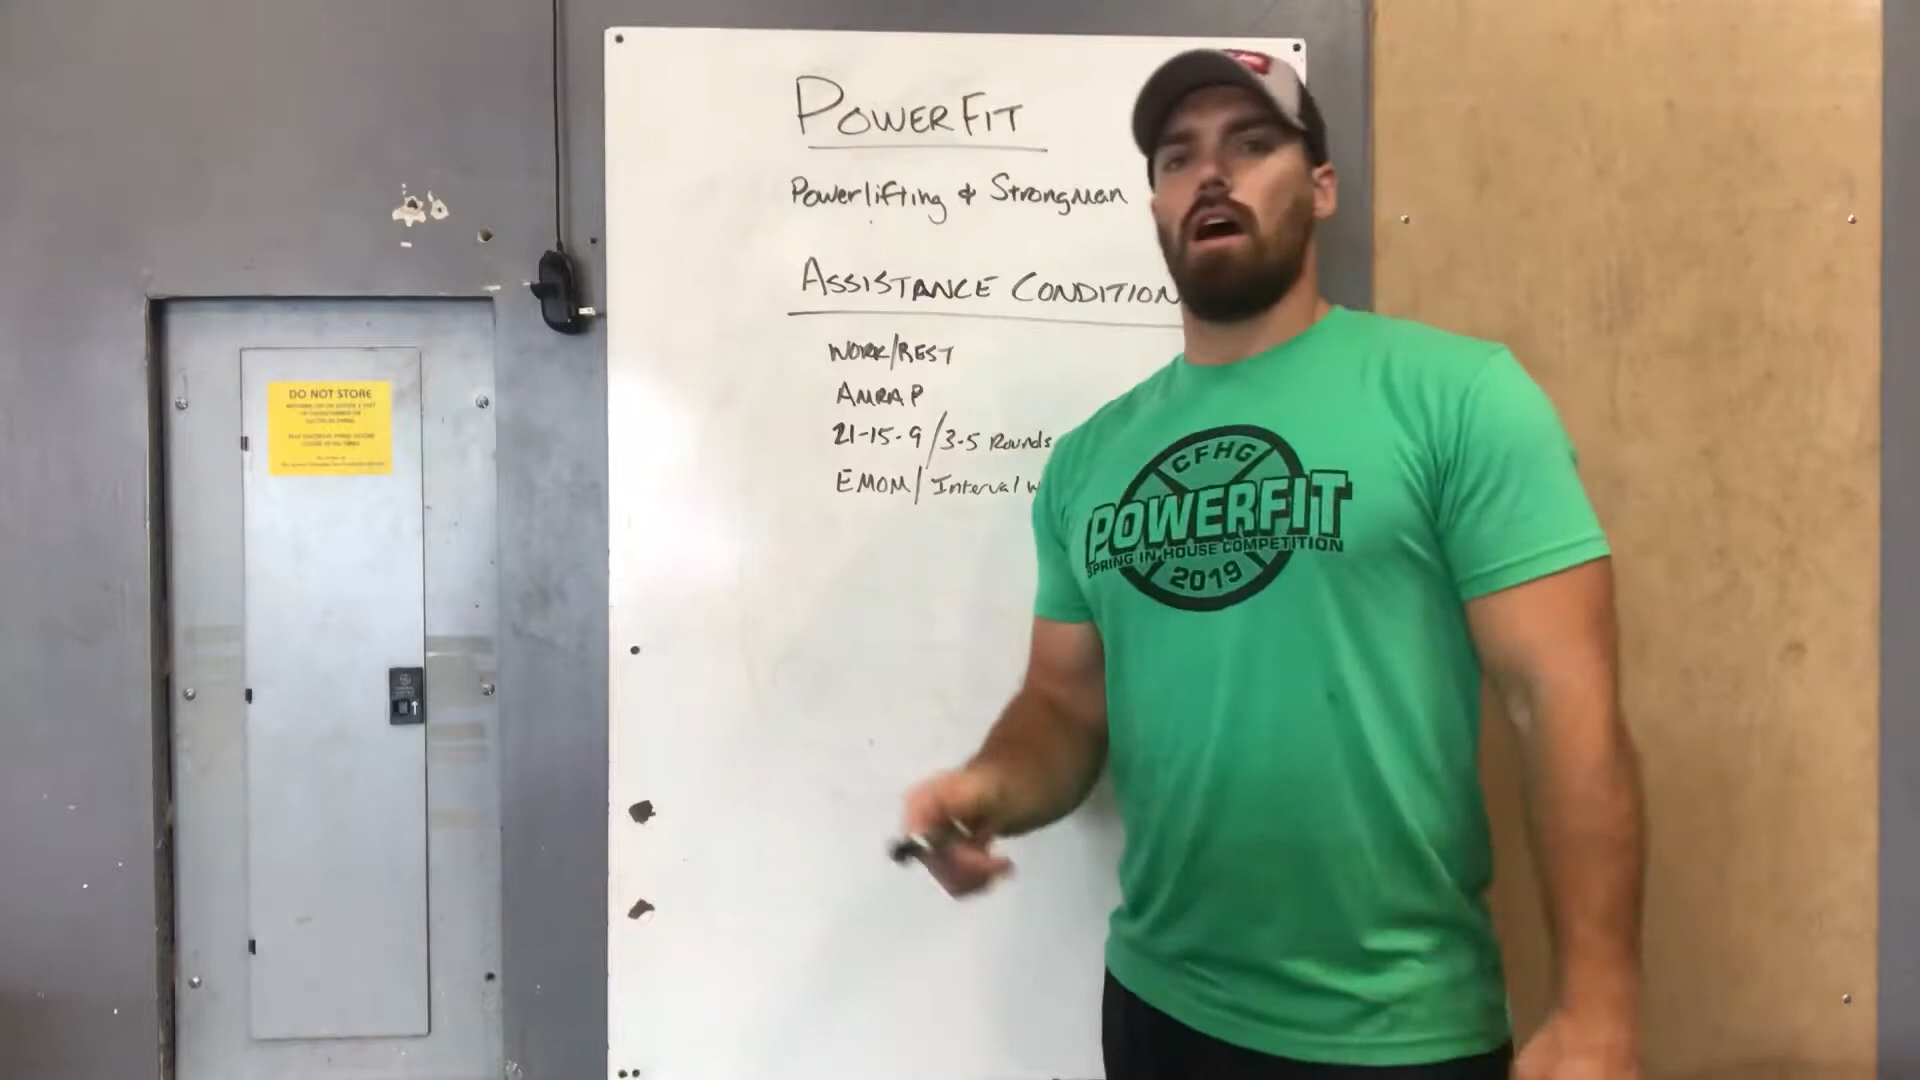 POWERFIT
Powerlifting & Strongman
ASSISTANCE CONDITION
WORK/REST
AMRAP
21-15-9/3-5 Rounds
EMOM/Interval W
DO NOT STORE
CFHG
POWERFIT
SPRING IN HOUSE COMPETITION
2019